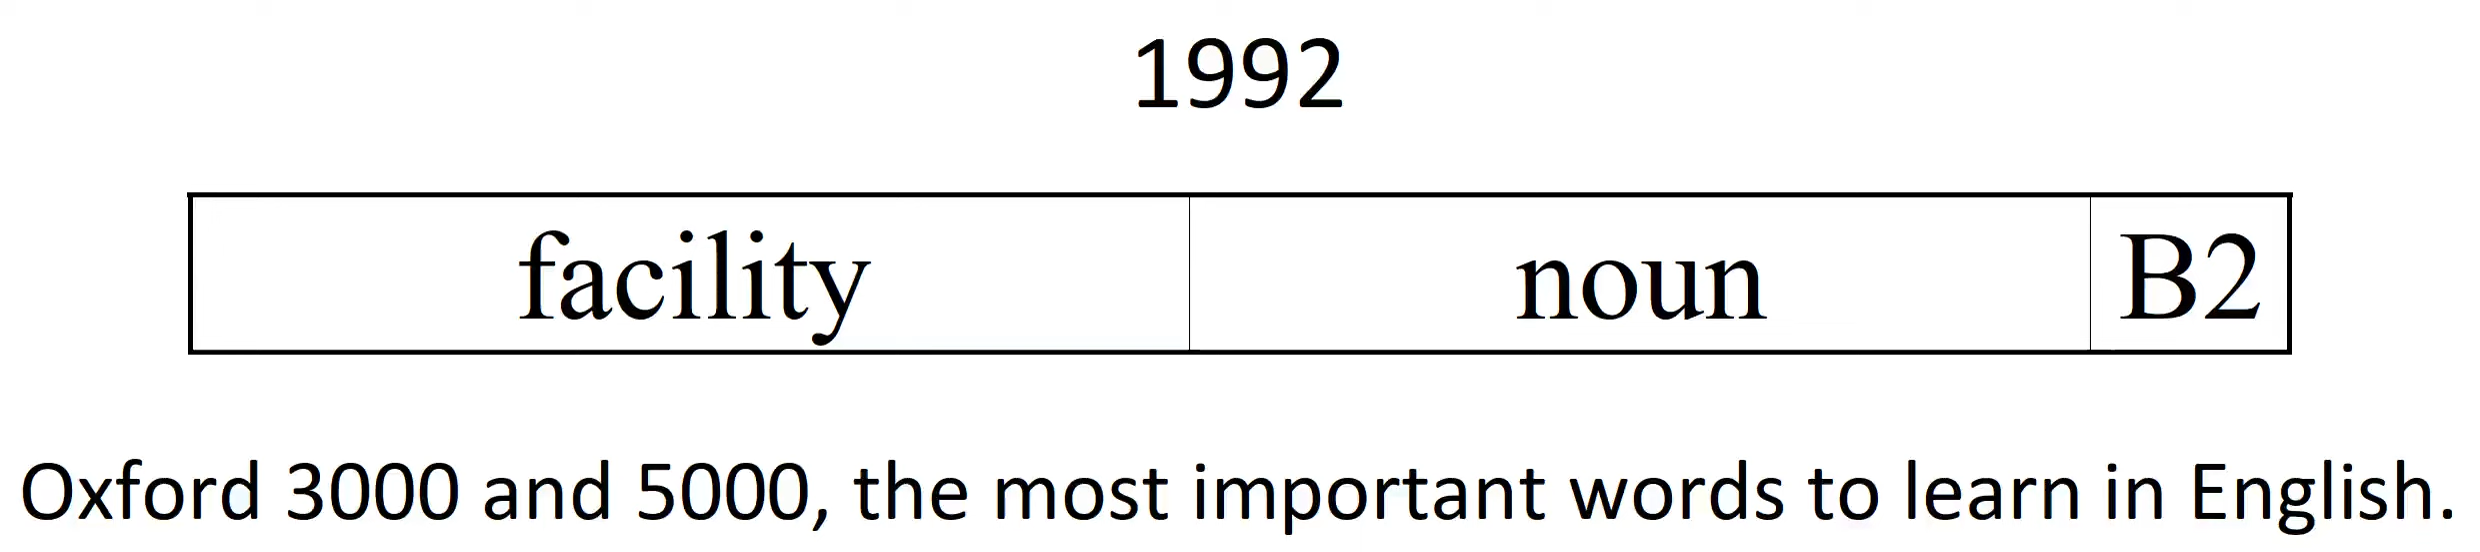 1992
facility noun B2
Oxford 3000 and 5000, the most important words to learn in English.